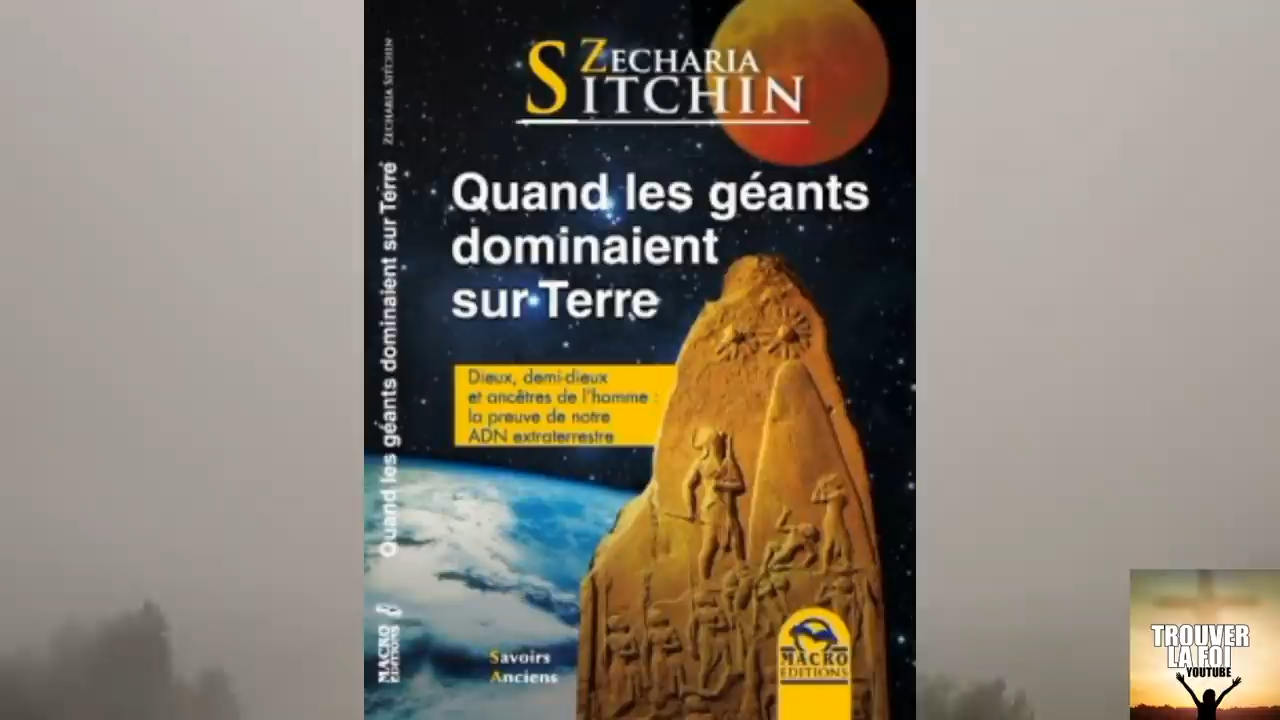 ZECHARIA
SITCHIN
Quand les géants
dominaient
sur Terre
Dieux, demi-dieux
et ancêtres de l'homme :
la preuve de notre
ADN extraterrestre
Savoirs
Anciens
MACRO
EDITIONS
ZECHARIA SITCHIN
Quand les géants dominaient sur Terre
MACRO
EDITIONS
TROUVER
LA FOI
YOUTUBE